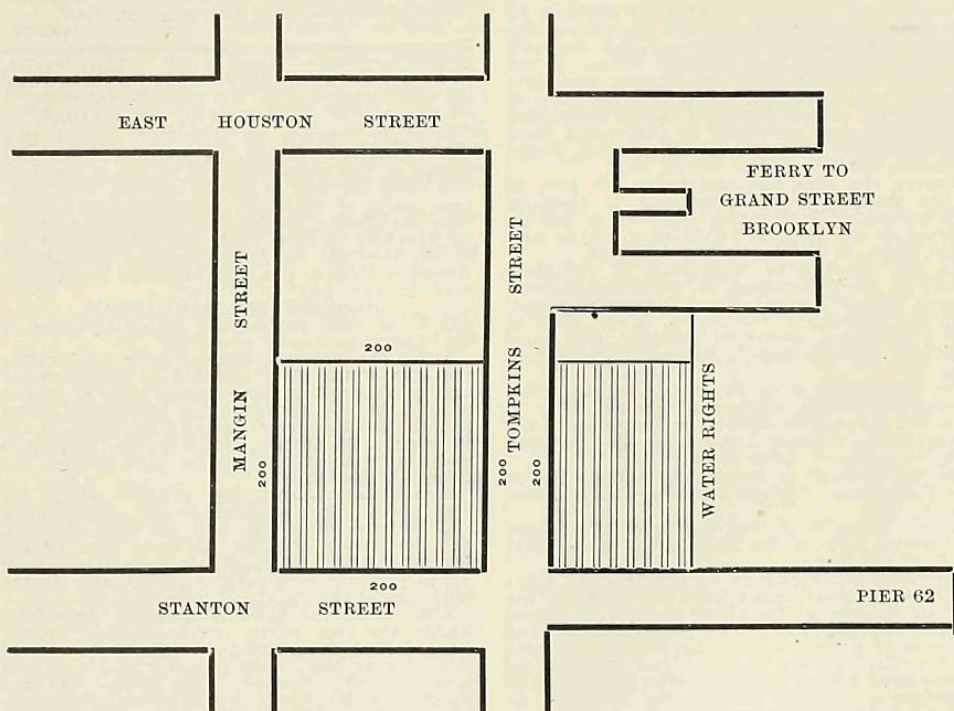 EAST HOUSTON STREET
FERRY TO
GRAND STREET
BROOKLYN
MANGIN STREET
TOMPKINS STREET
200
200
200
200
WATER RIGHTS
200
STANTON STREET
PIER 62